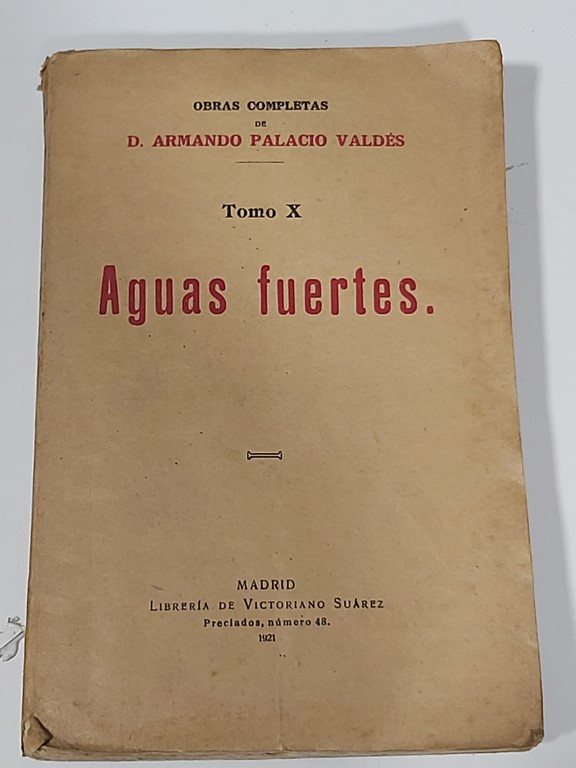 OBRAS COMPLETAS
DE
D. ARMANDO PALACIO VALDÉS
Tomo X
Aguas fuertes.
MADRID
LIBRERÍA DE VICTORIANO SUÁREZ
Preciados, número 48.
1921